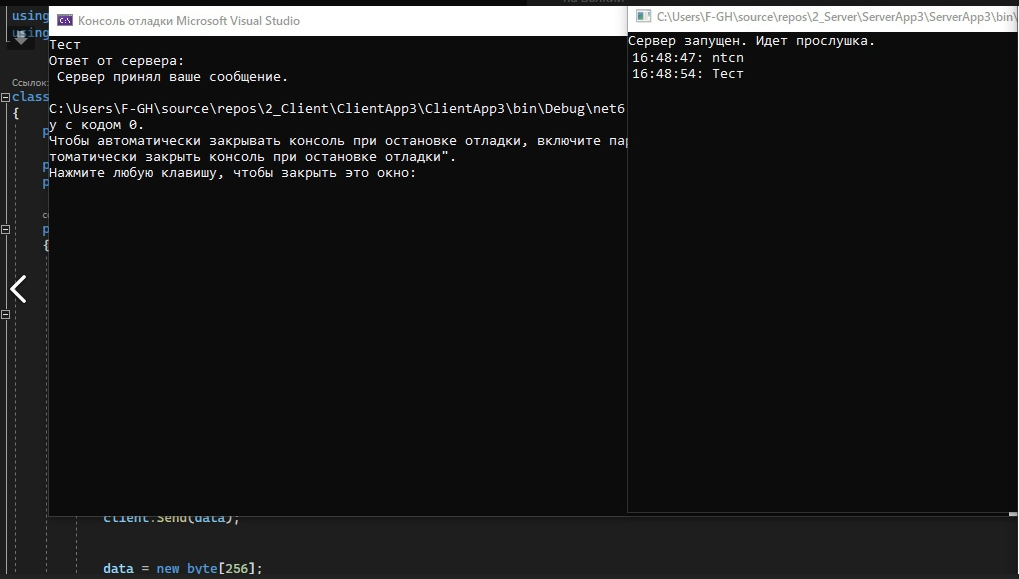 using
using
Ссылок:
class
{
{
Консоль отладки Microsoft Visual Studio
Тест
Ответ от сервера:
 Сервер принял ваше сообщение.
C:\Users\F-GH\source\repos\2_Client\ClientApp3\ClientApp3\bin\Debug\net6
у с кодом 0.
Чтобы автоматически закрывать консоль при остановке отладки, включите пар
томатически закрыть консоль при остановке отладки".
Нажмите любую клавишу, чтобы закрыть это окно:
C:\Users\F-GH\source\repos\2_Server\ServerApp3\ServerApp3\bin\
Сервер запущен. Идет прослушка.
16:48:47: ntcn
16:48:54: Тест
client.Send(data);
data = new byte[256];